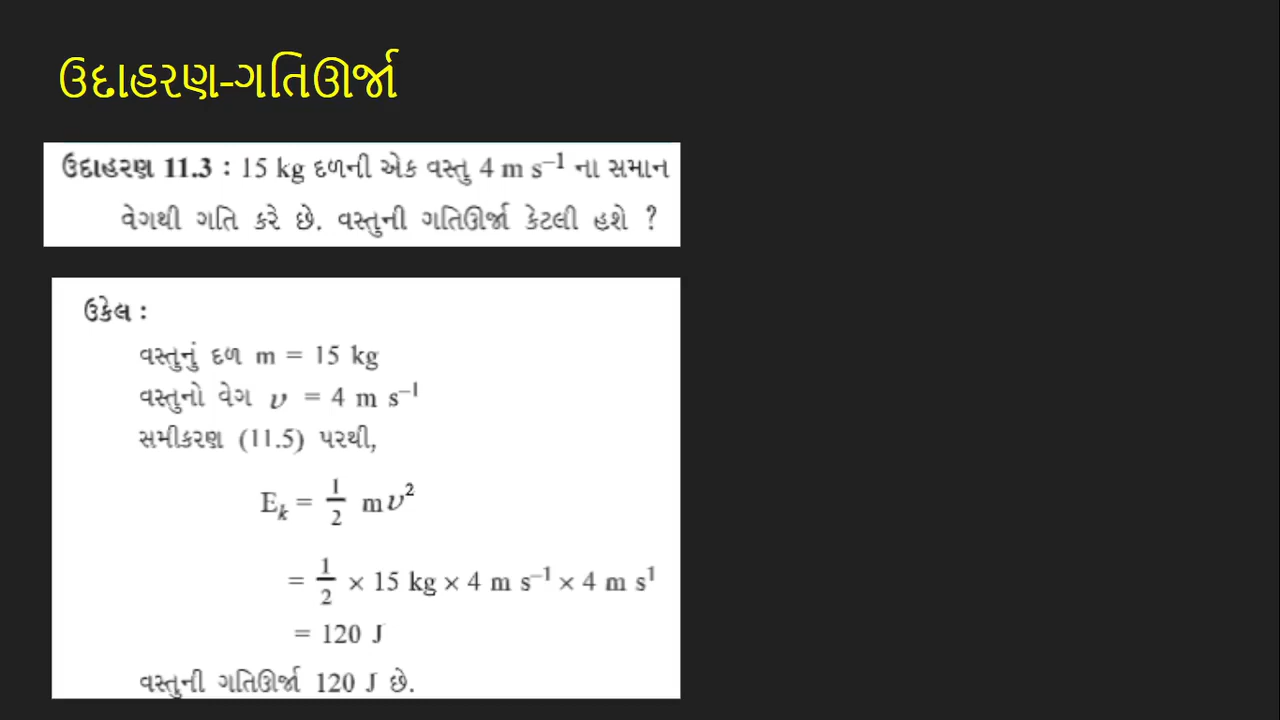 ઉદાહરણ-ગતિઊર્જા
ઉદાહરણ 11.3 : 15 kg દળની એક વસ્તુ 4 m s⁻¹ ના સમાન
વેગથી ગતિ કરે છે. વસ્તુની ગતિઊર્જા કેટલી હશે ?
ઉકેલ :
વસ્તુનું દળ m = 15 kg
વસ્તુનો વેગ υ = 4 m s⁻¹
સમીકરણ (11.5) પરથી,
Eₖ = 1/2 mυ²
= 1/2 × 15 kg × 4 m s⁻¹ × 4 m s¹
= 120 J
વસ્તુની ગતિઊર્જા 120 J છે.